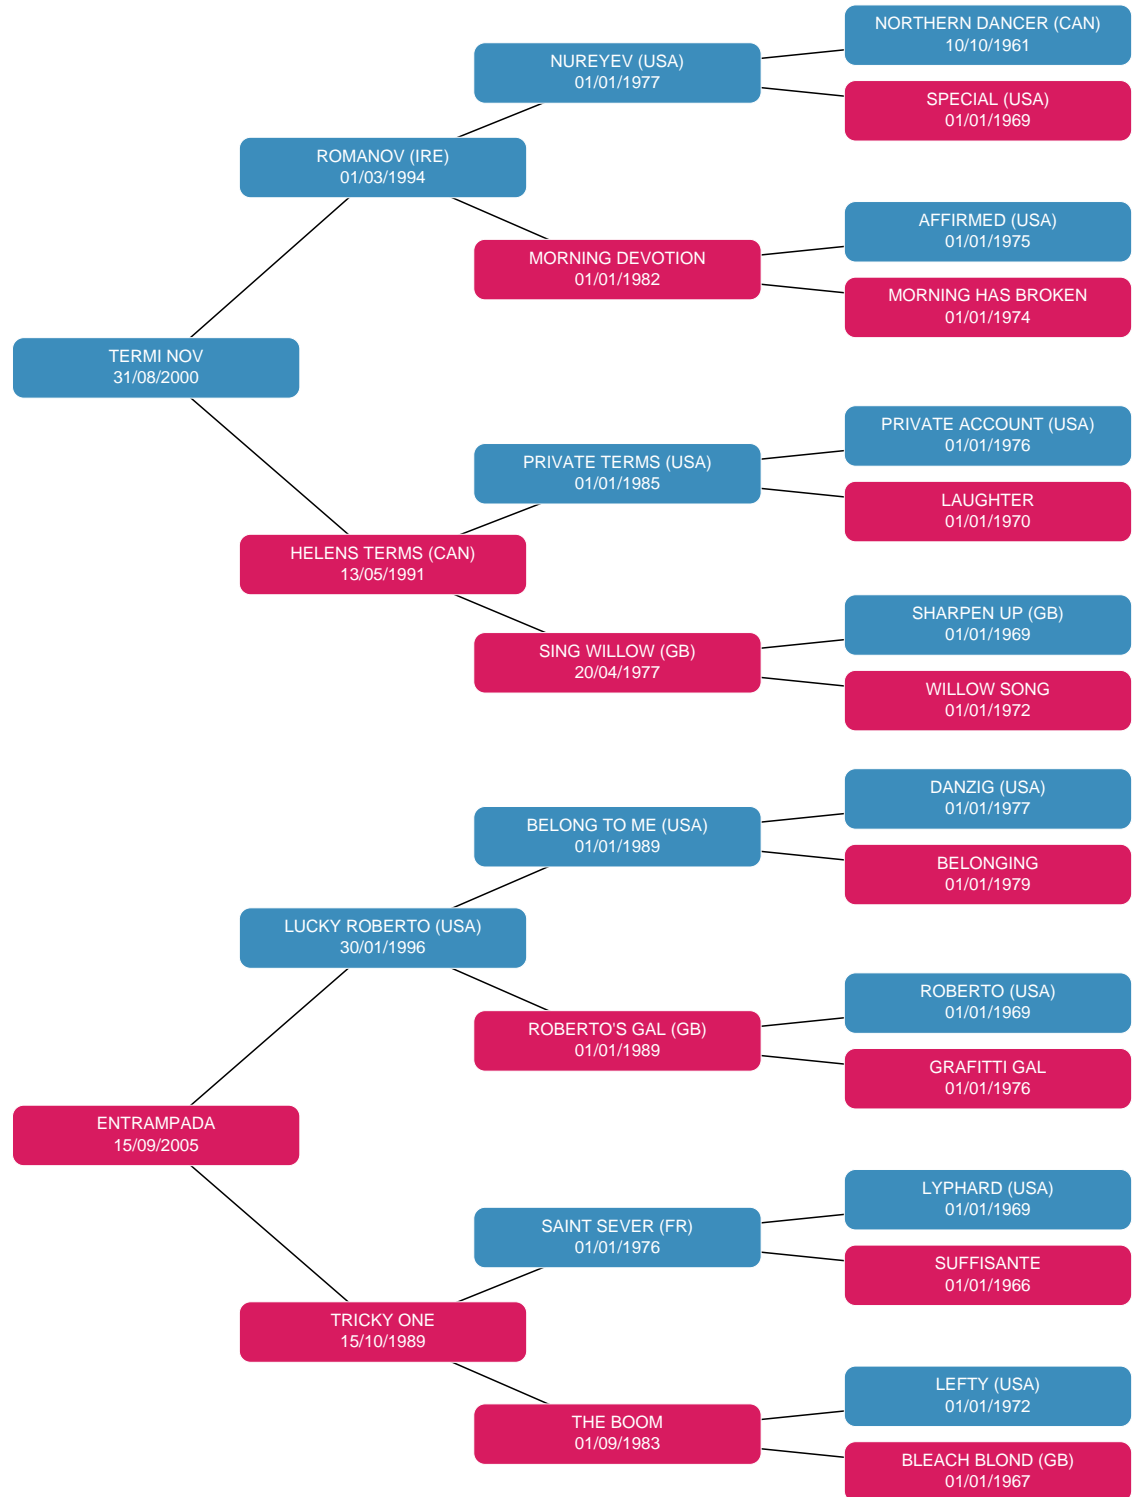 NORTHERN DANCER (CAN)
10/10/1961
NUREYEV (USA)
01/01/1977
SPECIAL (USA)
01/01/1969
ROMANOV (IRE)
01/03/1994
AFFIRMED (USA)
01/01/1975
MORNING DEVOTION
01/01/1982
MORNING HAS BROKEN
01/01/1974
TERMI NOV
31/08/2000
PRIVATE ACCOUNT (USA)
01/01/1976
PRIVATE TERMS (USA)
01/01/1985
LAUGHTER
01/01/1970
HELENS TERMS (CAN)
13/05/1991
SHARPEN UP (GB)
01/01/1969
SING WILLOW (GB)
20/04/1977
WILLOW SONG
01/01/1972
DANZIG (USA)
01/01/1977
BELONG TO ME (USA)
01/01/1989
BELONGING
01/01/1979
LUCKY ROBERTO (USA)
30/01/1996
ROBERTO (USA)
01/01/1969
ROBERTO'S GAL (GB)
01/01/1989
GRAFITTI GAL
01/01/1976
ENTRAMPADA
15/09/2005
LYPHARD (USA)
01/01/1969
SAINT SEVER (FR)
01/01/1976
SUFFISANTE
01/01/1966
TRICKY ONE
15/10/1989
LEFTY (USA)
01/01/1972
THE BOOM
01/09/1983
BLEACH BLOND (GB)
01/01/1967